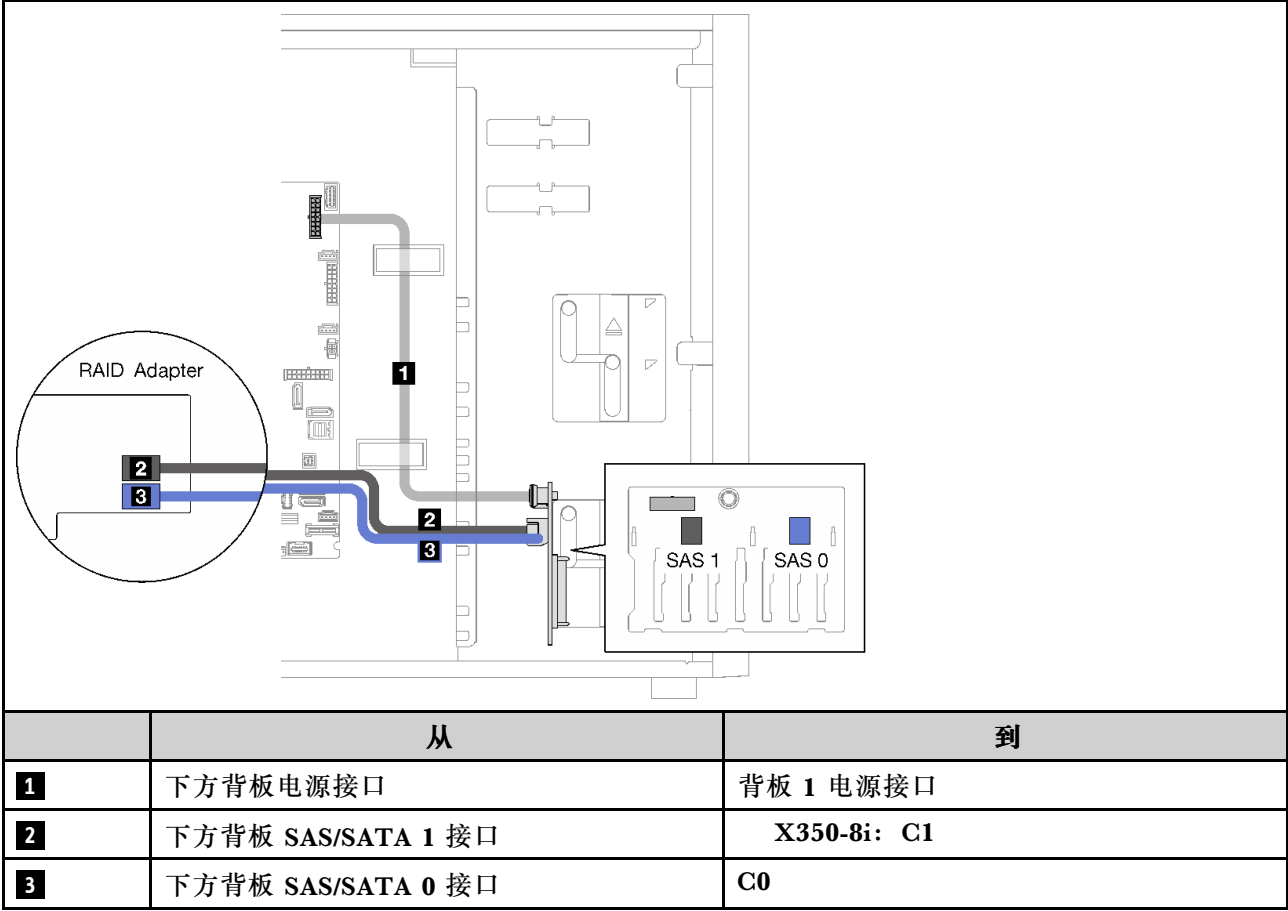 RAID Adapter
1
2
3
2
3
SAS 1
SAS 0
从 到
1 下方背板电源接口 背板 1 电源接口
2 下方背板 SAS/SATA 1 接口 X350-8i: C1
3 下方背板 SAS/SATA 0 接口 C0